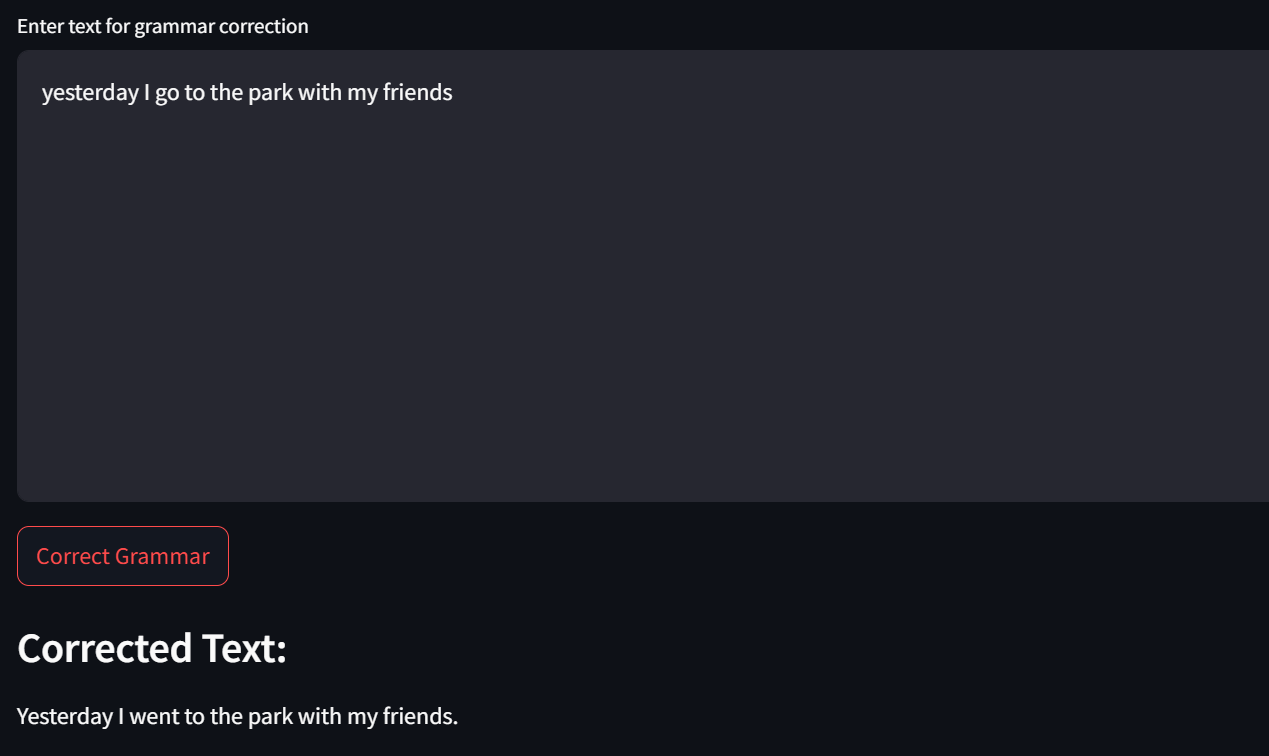 Enter text for grammar correction
yesterday I go to the park with my friends
Correct Grammar
Corrected Text:
Yesterday I went to the park with my friends.